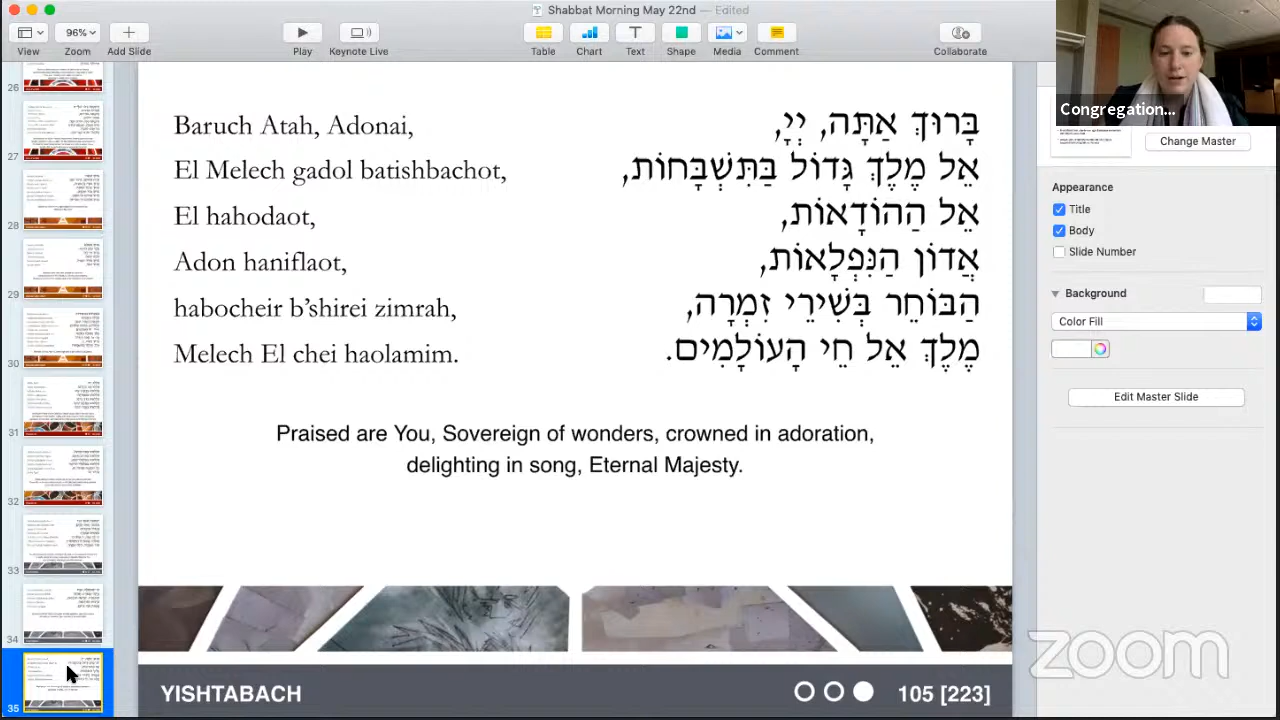 Shabbat Morning May 22nd — Edited
96%
View
Zoom
Add Slide
Play
Keynote Live
Table
Chart
Text
Shape
Media
Comment
Collaborate
Congregation...
Change Master
Appearance
Title
Body
Slide Number
Background
Color Fill
Edit Master Slide
26
27
28
29
30
31
32
33
34
35
Baruch Atah, Adonai,
El Melech gadol batishbachot,
El hahodaot,
Adon haniflaot,
habocheir b'shirei zimrah,
Melech El chei haolamim.
בָּרוּךְ אַתָּה, יְיָ,
אֵל מֶלֶךְ גָּדוֹל בַּתִּשְׁבָּחוֹת,
אֵל הַהוֹדָאוֹת,
אֲדוֹן הַנִּפְלָאוֹת,
הַבּוֹחֵר בְּשִׁירֵי זִמְרָה,
מֶלֶךְ אֵל חֵי הָעוֹלָמִים.
Praised are You, Sovereign of wonders, crowned in adoration,
delighting in song, Eternal Majesty.
YISHTABACH
105 [223]
zoom